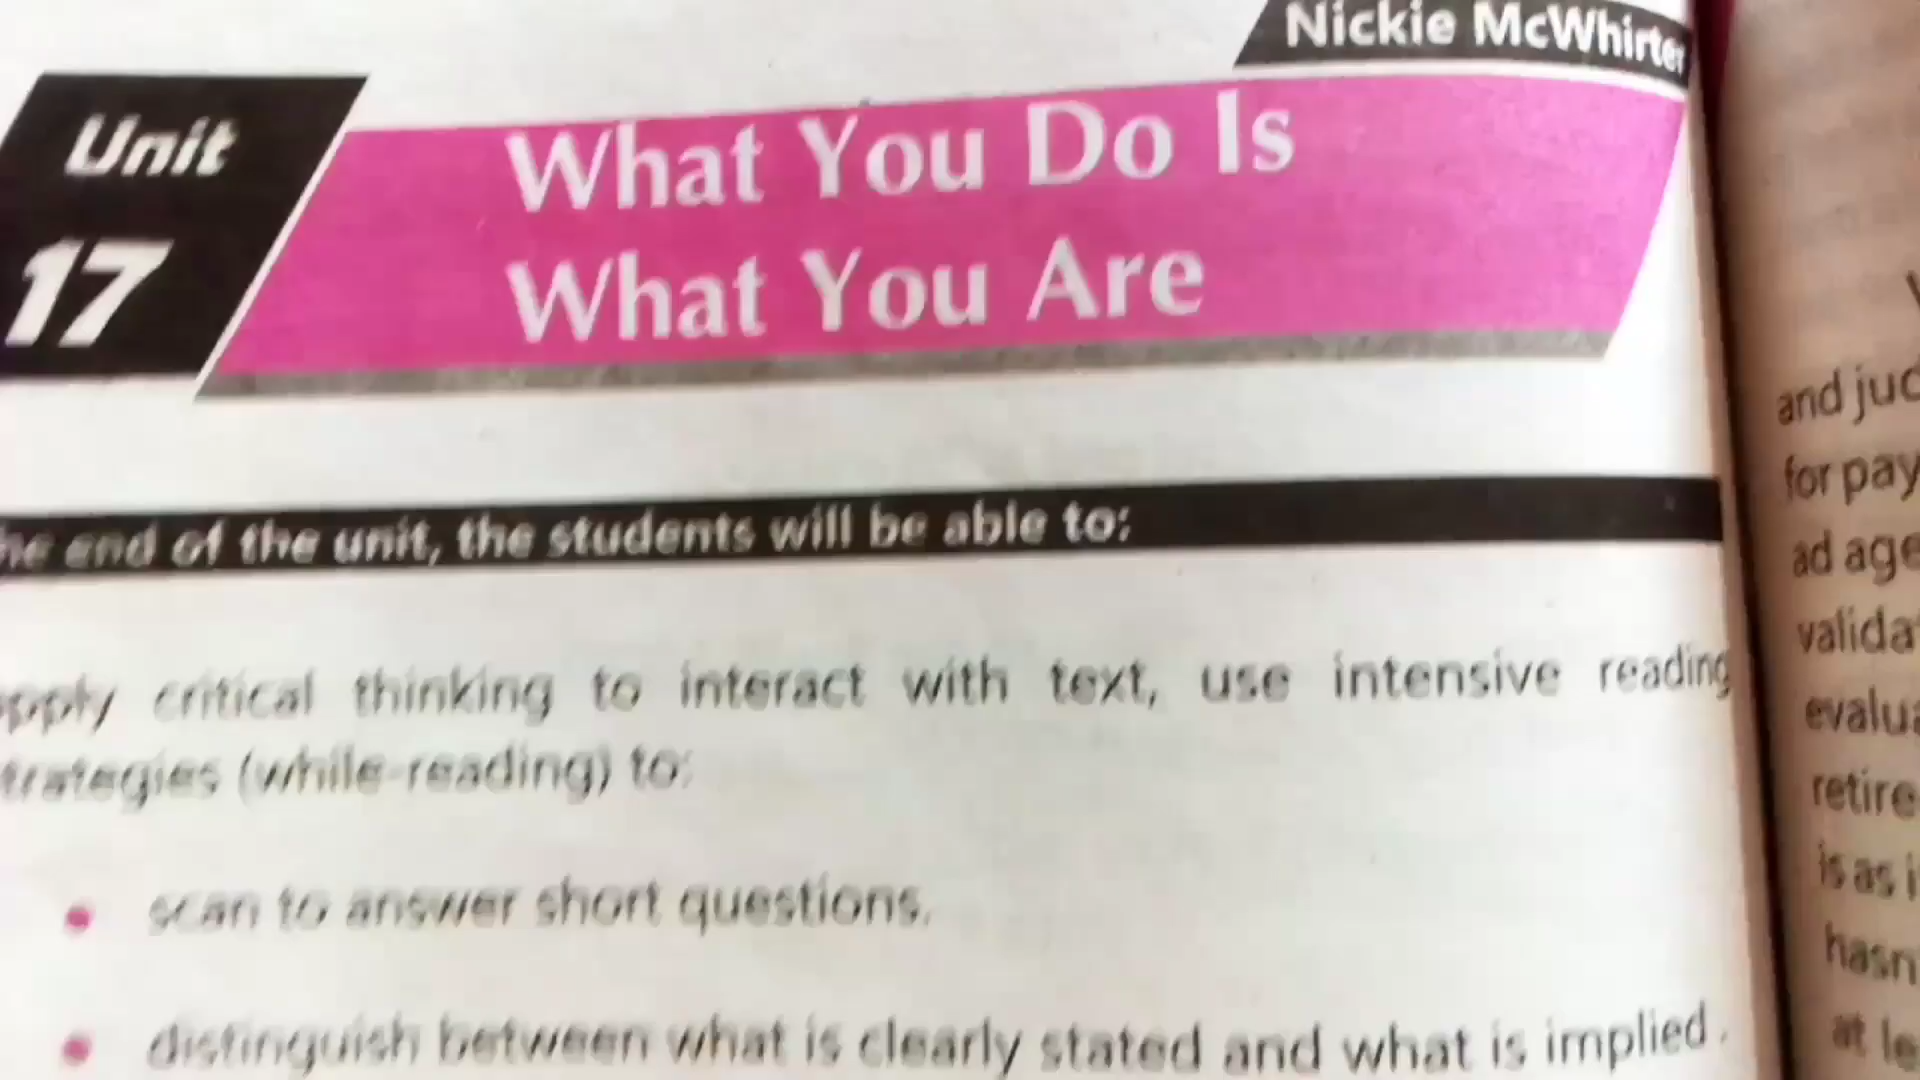 Nickie McWhirter
Unit
17
What You Do Is
What You Are
he end of the unit, the students will be able to:
pply critical thinking to interact with text, use intensive reading
trategies (while-reading) to:
• scan to answer short questions.
• distinguish between what is clearly stated and what is implied.
and jud
for pay
ad age
valida
evalua
retire
is as i
hasn
at le